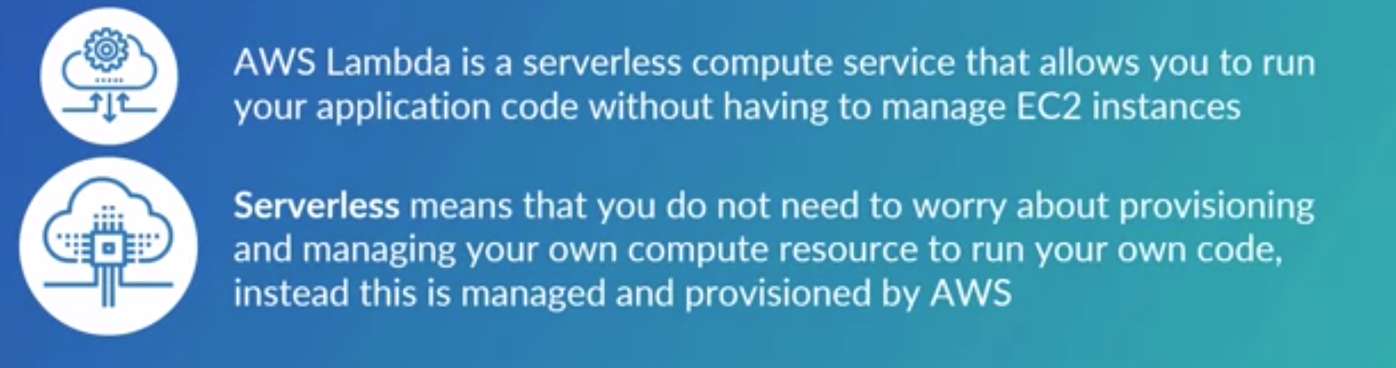 AWS Lambda is a serverless compute service that allows you to run
your application code without having to manage EC2 instances
Serverless means that you do not need to worry about provisioning
and managing your own compute resource to run your own code,
instead this is managed and provisioned by AWS